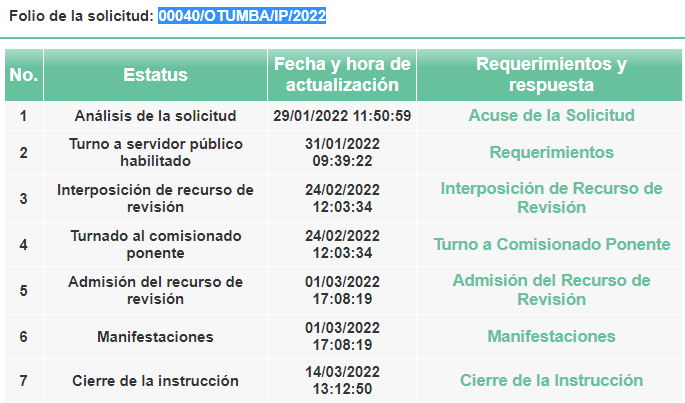 Folio de la solicitud: 00040/OTUMBA/IP/2022
No. Estatus Fecha y hora de actualización Requerimientos y respuesta
1 Análisis de la solicitud 29/01/2022 11:50:59 Acuse de la Solicitud
2 Turno a servidor público habilitado 31/01/2022 09:39:22 Requerimientos
3 Interposición de recurso de revisión 24/02/2022 12:03:34 Interposición de Recurso de Revisión
4 Turnado al comisionado ponente 24/02/2022 12:03:34 Turno a Comisionado Ponente
5 Admisión del recurso de revisión 01/03/2022 17:08:19 Admisión del Recurso de Revisión
6 Manifestaciones 01/03/2022 17:08:19 Manifestaciones
7 Cierre de la instrucción 14/03/2022 13:12:50 Cierre de la Instrucción